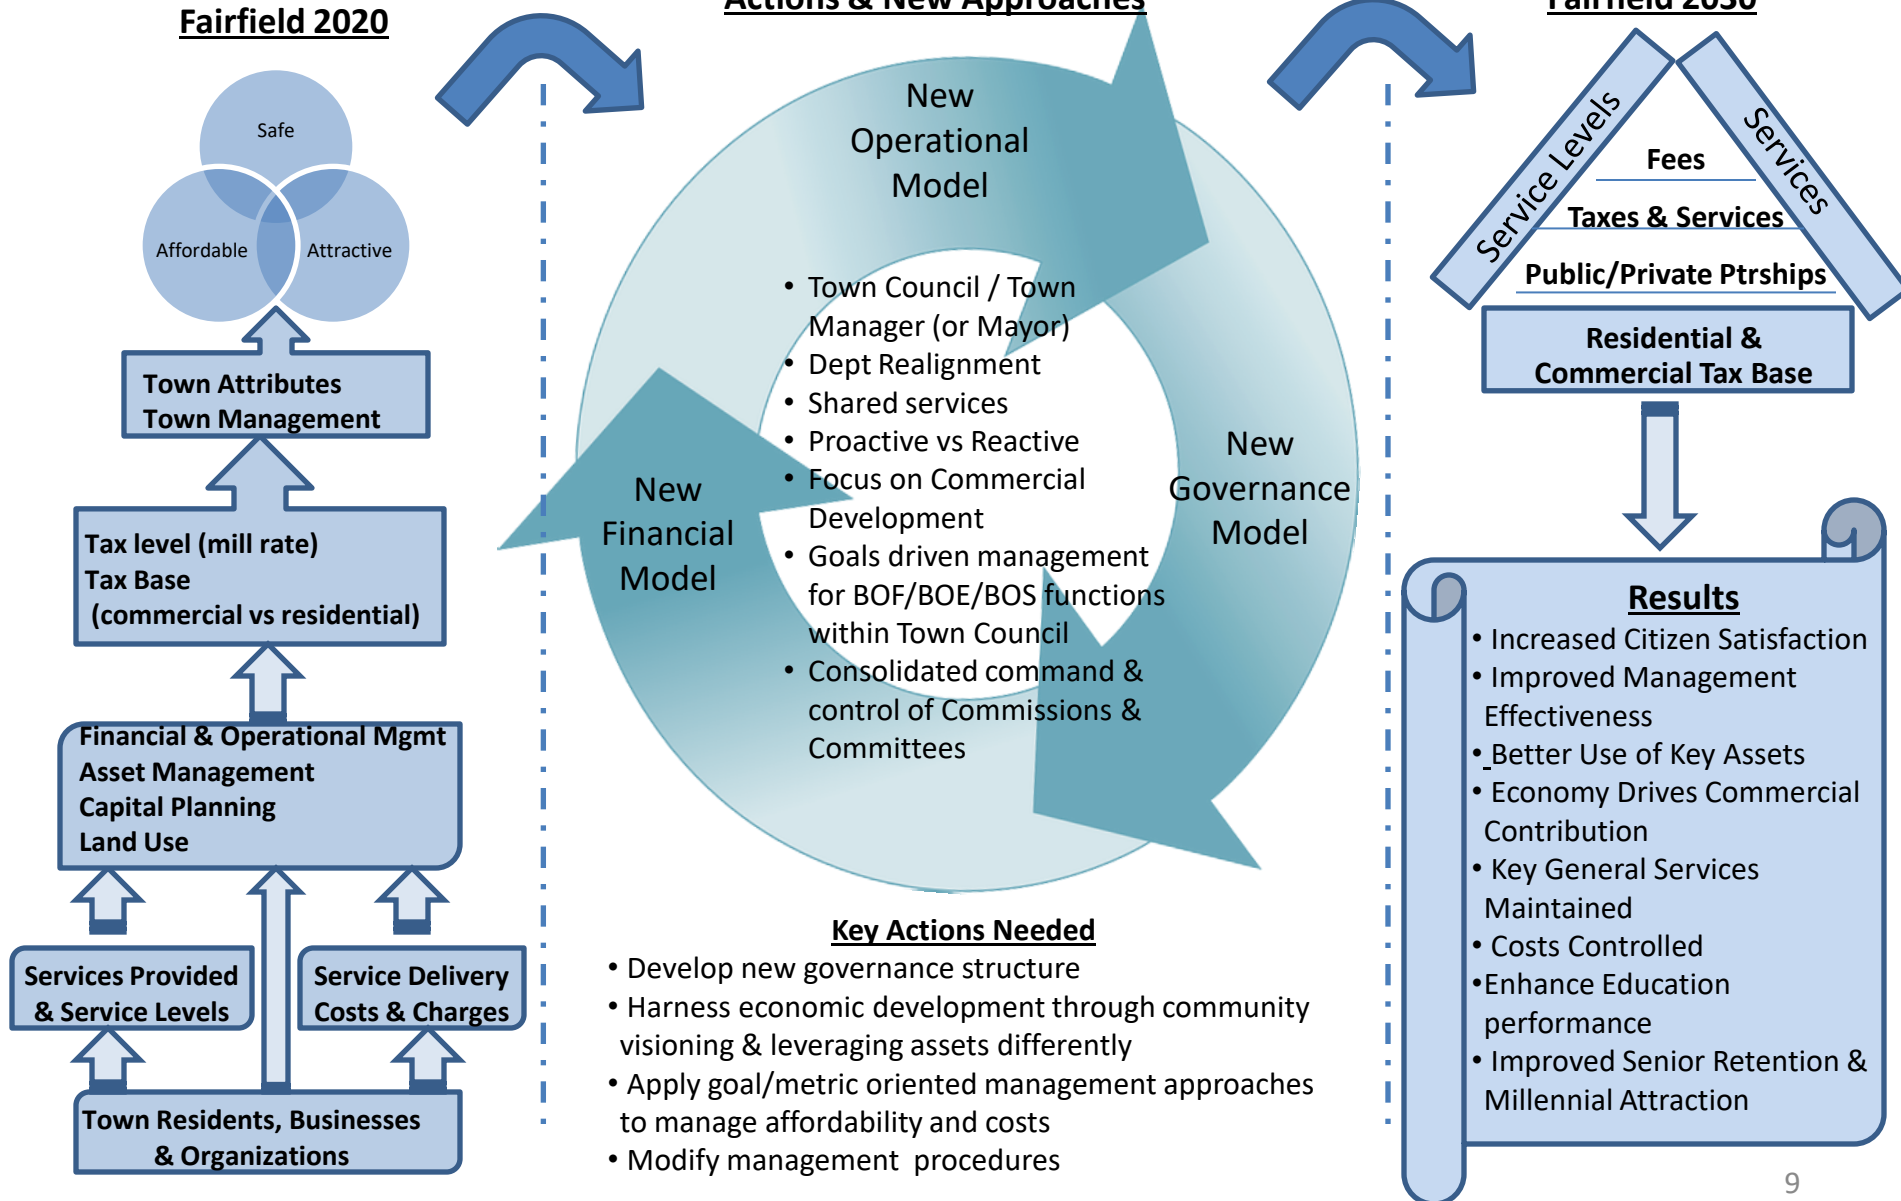 Fairfield 2020
Safe
Affordable
Attractive
Town Attributes
Town Management
Tax level (mill rate)
Tax Base
(commercial vs residential)
Financial & Operational Mgmt
Asset Management
Capital Planning
Land Use
Services Provided
& Service Levels
Service Delivery
Costs & Charges
Town Residents, Businesses
& Organizations
Actions & New Approaches
New
Operational
Model
New
Governance
Model
New
Financial
Model
• Town Council / Town
Manager (or Mayor)
• Dept Realignment
• Shared services
• Proactive vs Reactive
• Focus on Commercial
Development
• Goals driven management
for BOF/BOE/BOS functions
within Town Council
• Consolidated command &
control of Commissions &
Committees
Key Actions Needed
• Develop new governance structure
• Harness economic development through community
visioning & leveraging assets differently
• Apply goal/metric oriented management approaches
to manage affordability and costs
• Modify management procedures
Fairfield 2030
Service Levels
Services
Fees
Taxes & Services
Public/Private Ptrships
Residential &
Commercial Tax Base
Results
• Increased Citizen Satisfaction
• Improved Management
Effectiveness
• Better Use of Key Assets
• Economy Drives Commercial
Contribution
• Key General Services
Maintained
• Costs Controlled
•Enhance Education
performance
• Improved Senior Retention &
Millennial Attraction
9